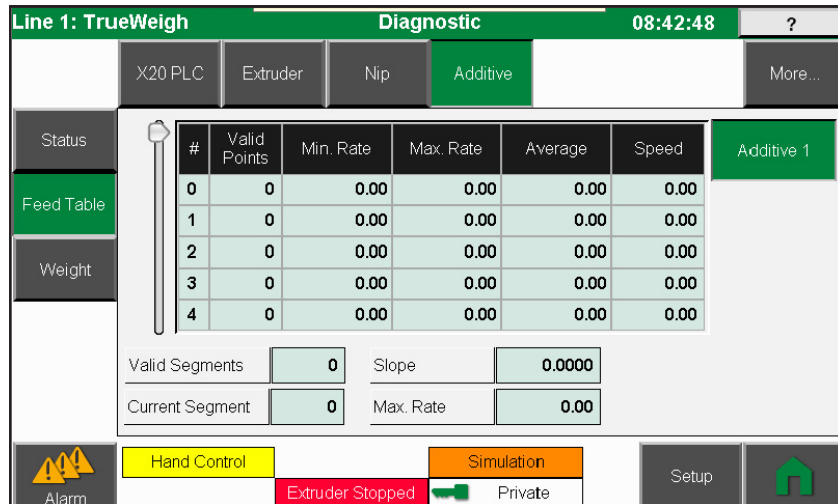 Line 1: TrueWeigh Diagnostic 08:42:48 ?
X20 PLC Extruder Nip Additive More...
Status
Feed Table
Weight
# Valid Points Min. Rate Max. Rate Average Speed
0 0 0.00 0.00 0.00 0.00
1 0 0.00 0.00 0.00 0.00
2 0 0.00 0.00 0.00 0.00
3 0 0.00 0.00 0.00 0.00
4 0 0.00 0.00 0.00 0.00
Additive 1
Valid Segments 0 Slope 0.0000
Current Segment 0 Max. Rate 0.00
Alarm
Hand Control Simulation
Extruder Stopped Private
Setup